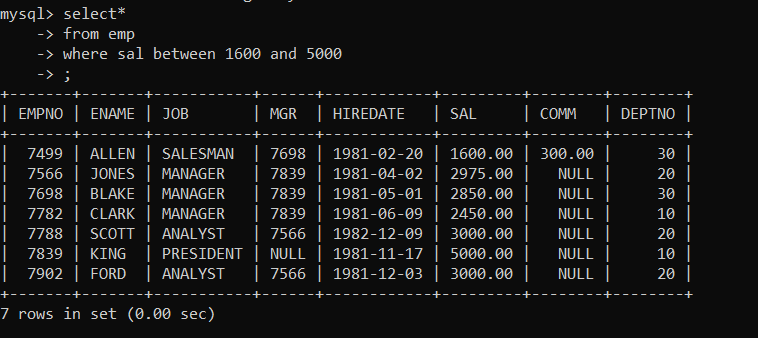 mysql> select*
    -> from emp
    -> where sal between 1600 and 5000
    -> ;
+-------+-------+-----------+------+------------+---------+--------+--------+
| EMPNO | ENAME | JOB       | MGR  | HIREDATE   | SAL     | COMM   | DEPTNO |
+-------+-------+-----------+------+------------+---------+--------+--------+
|  7499 | ALLEN | SALESMAN  | 7698 | 1981-02-20 | 1600.00 | 300.00 |     30 |
|  7566 | JONES | MANAGER   | 7839 | 1981-04-02 | 2975.00 |   NULL |     20 |
|  7698 | BLAKE | MANAGER   | 7839 | 1981-05-01 | 2850.00 |   NULL |     30 |
|  7782 | CLARK | MANAGER   | 7839 | 1981-06-09 | 2450.00 |   NULL |     10 |
|  7788 | SCOTT | ANALYST   | 7566 | 1982-12-09 | 3000.00 |   NULL |     20 |
|  7839 | KING  | PRESIDENT | NULL | 1981-11-17 | 5000.00 |   NULL |     10 |
|  7902 | FORD  | ANALYST   | 7566 | 1981-12-03 | 3000.00 |   NULL |     20 |
+-------+-------+-----------+------+------------+---------+--------+--------+
7 rows in set (0.00 sec)